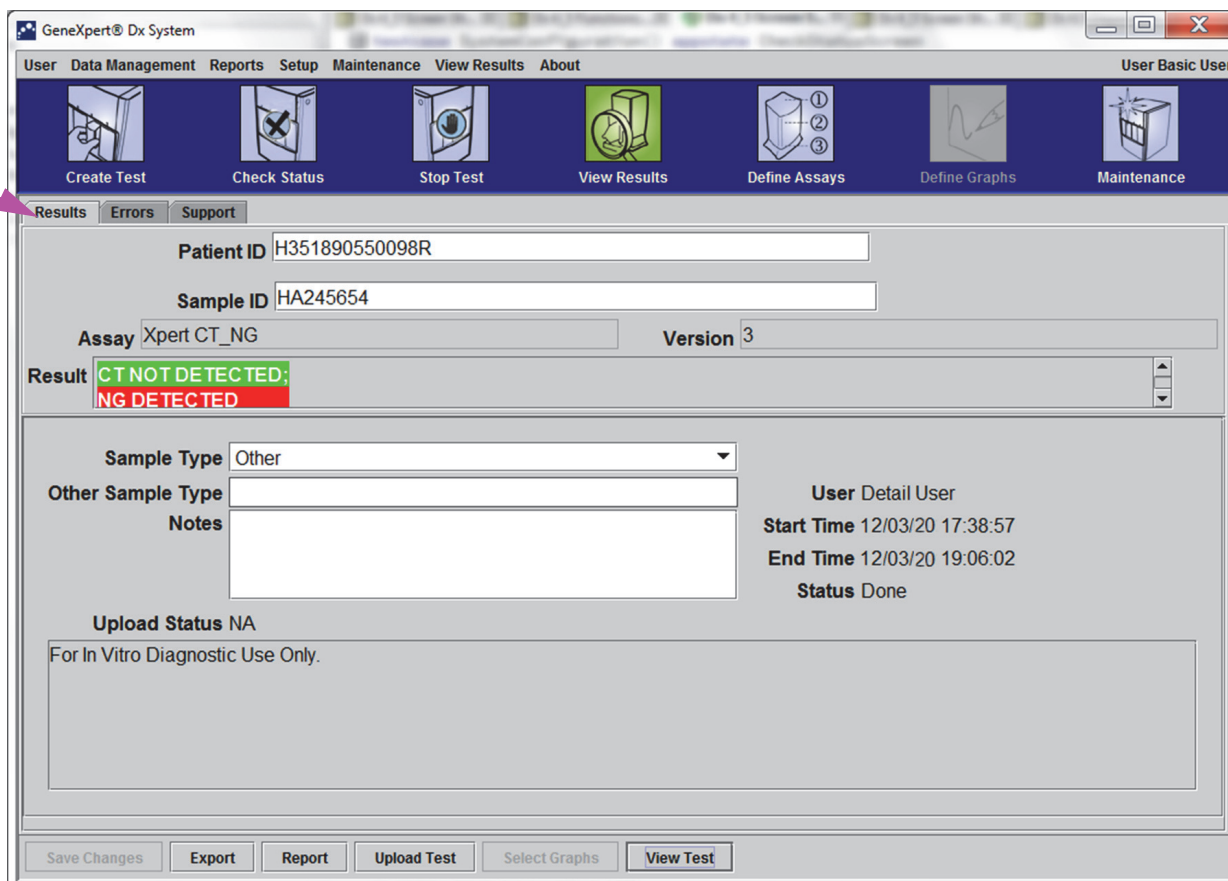 GeneXpert® Dx System
User Data Management Reports Setup Maintenance View Results About User Basic User
① ② ③
Create Test Check Status Stop Test View Results Define Assays Define Graphs Maintenance
Results Errors Support
Patient ID H351890550098R
Sample ID HA245654
Assay Xpert CT_NG Version 3
Result CT NOT DETECTED;
NG DETECTED
Sample Type Other
Other Sample Type User Detail User
Notes Start Time 12/03/20 17:38:57
End Time 12/03/20 19:06:02
Status Done
Upload Status NA
For In Vitro Diagnostic Use Only.
Save Changes Export Report Upload Test Select Graphs View Test